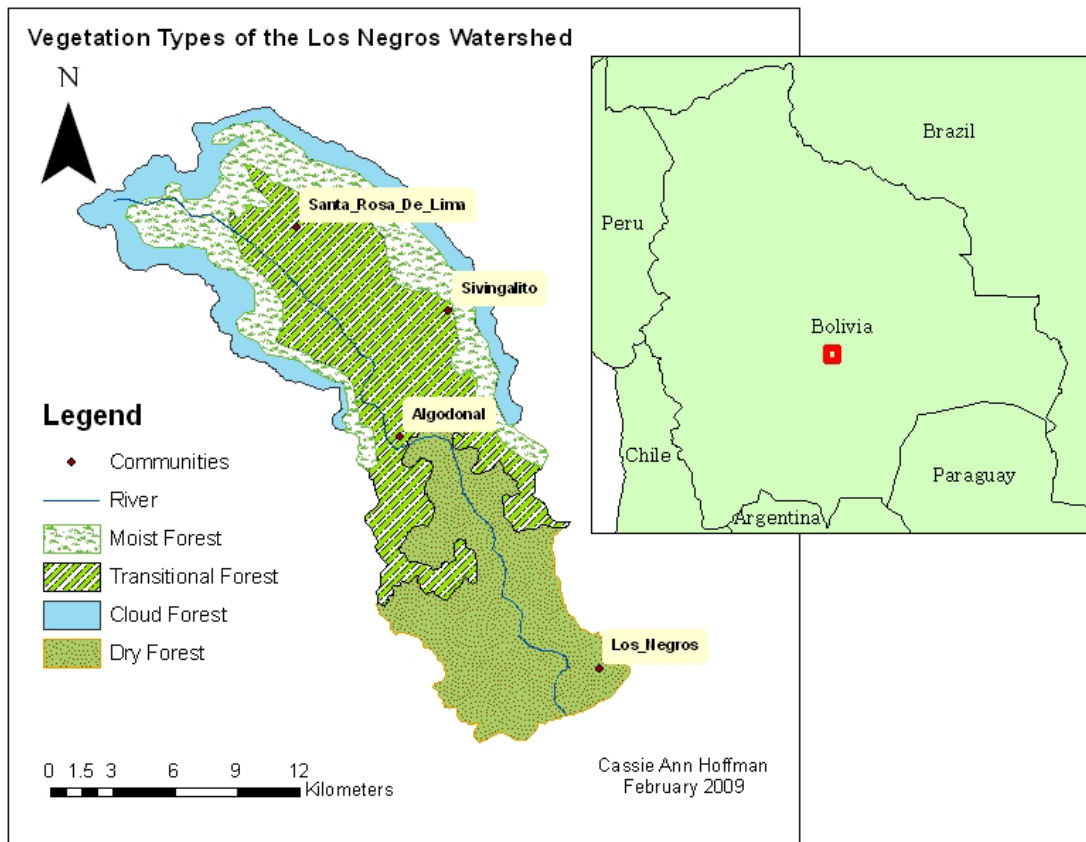 Vegetation Types of the Los Negros Watershed
N
Santa_Rosa_De_Lima
Sivingalito
Algodonal
Los_Negros
Legend
Communities
River
Moist Forest
Transitional Forest
Cloud Forest
Dry Forest
0 1.5 3 6 9 12
Kilometers
Cassie Ann Hoffman
February 2009
Brazil
Peru
Bolivia
Chile
Paraguay
Argentina